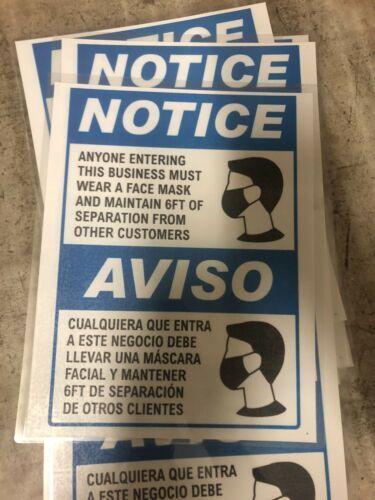 NOTICE
NOTICE
NOTICE
ANYONE ENTERING
THIS BUSINESS MUST
WEAR A FACE MASK
AND MAINTAIN 6FT OF
SEPARATION FROM
OTHER CUSTOMERS
AVISO
CUALQUIERA QUE ENTRA
A ESTE NEGOCIO DEBE
LLEVAR UNA MÁSCARA
FACIAL Y MANTENER
6FT DE SEPARACIÓN
DE OTROS CLIENTES
AVISO
CUALQUIERA QUE ENTRA
A ESTE NEGOCIO DEBE